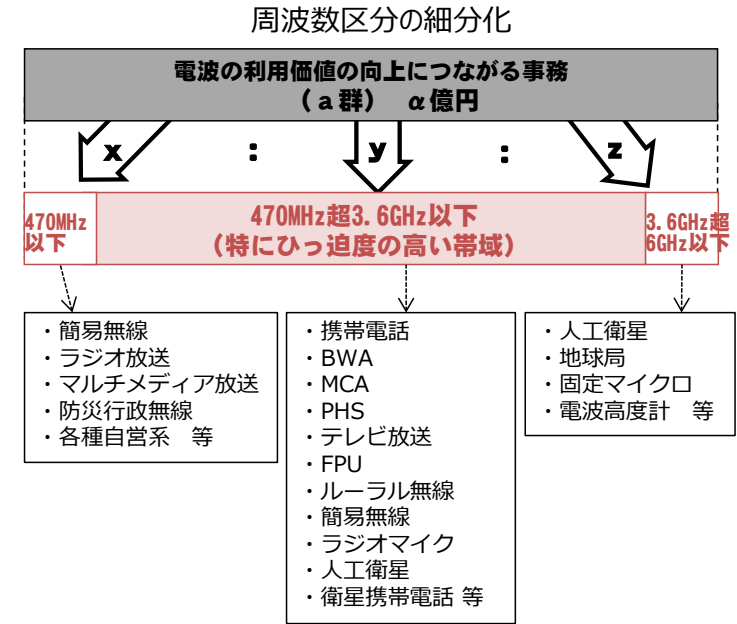 周波数区分の細分化
電波の利用価値の向上につながる事務
(a群) α億円
x : y : z
470MHz
以下
470MHz超3.6GHz以下
(特にひっ迫度の高い帯域)
3.6GHz超
6GHz以下
・簡易無線
・ラジオ放送
・マルチメディア放送
・防災行政無線
・各種自営系 等
・携帯電話
・BWA
・MCA
・PHS
・テレビ放送
・FPU
・ルーラル無線
・簡易無線
・ラジオマイク
・人工衛星
・衛星携帯電話 等
・人工衛星
・地球局
・固定マイクロ
・電波高度計 等